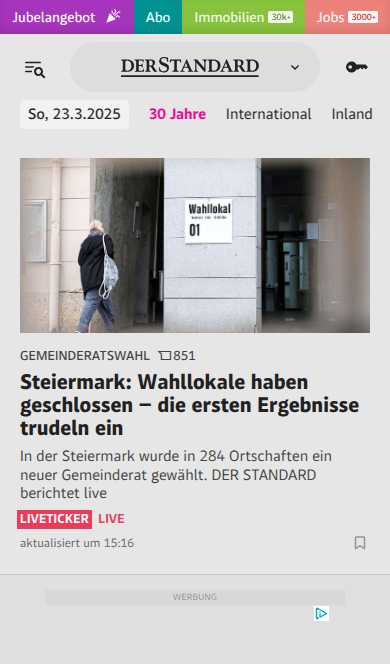 Jubelangebot Abo Immobilien 30k+ Jobs 3000+
DERSTANDARD
So, 23.3.2025 30 Jahre International Inland
Wahllokal
01
GEMEINDERATSWAHL 851
Steiermark: Wahllokale haben
geschlossen – die ersten Ergebnisse
trudeln ein
In der Steiermark wurde in 284 Ortschaften ein
neuer Gemeinderat gewählt. DER STANDARD
berichtet live
LIVETICKER LIVE
aktualisiert um 15:16
WERBUNG